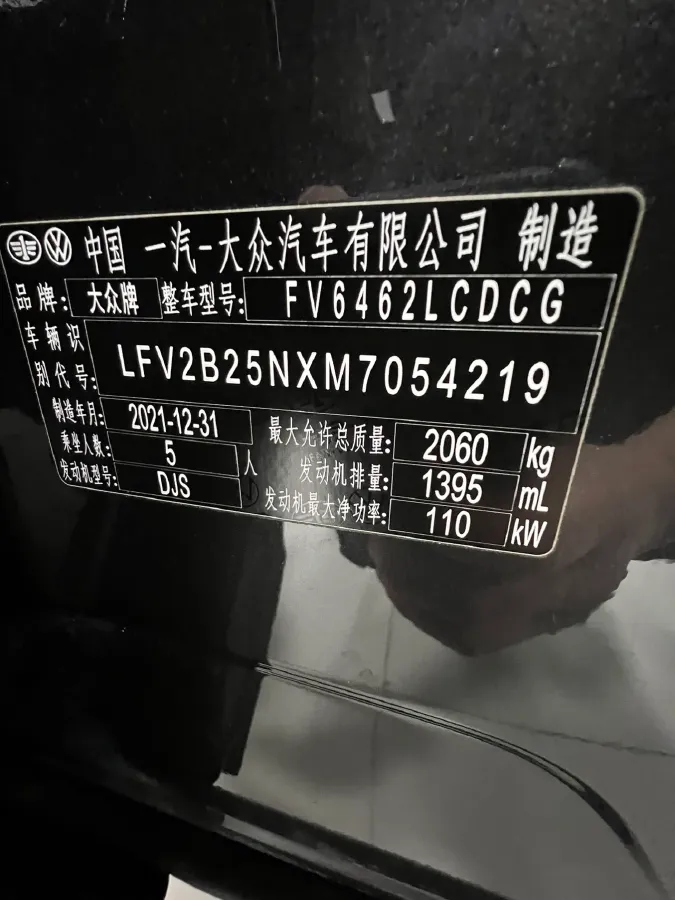 中国 一汽-大众汽车有限公司 制造
品牌: 大众牌 整车型号: FV6462LCDCG
车辆识别代号: LFV2B25NXM7054219
制造年月: 2021-12-31 最大允许总质量: 2060 kg
乘坐人数: 5 人 发动机排量: 1395 mL
发动机型号: DJS 发动机最大净功率: 110 kW